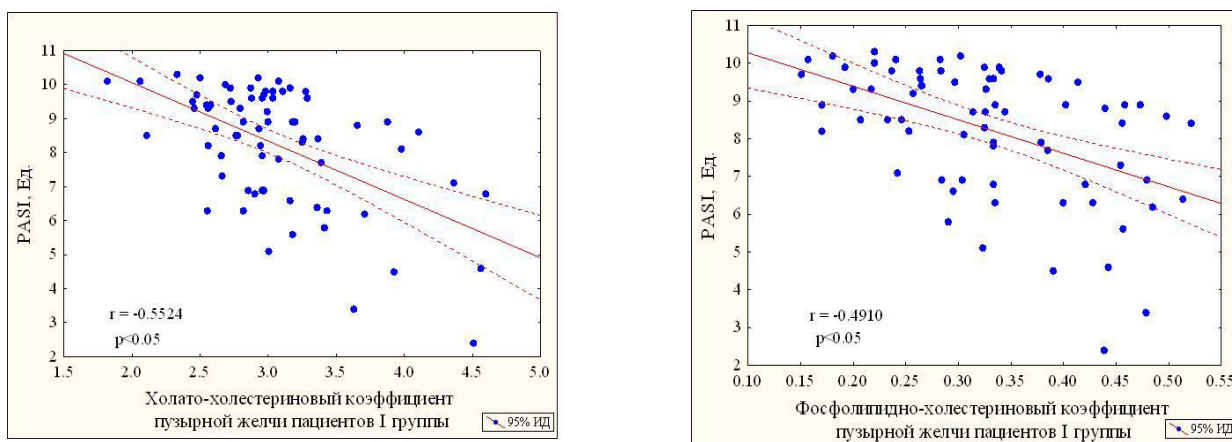 11
10
9
8
7
6
5
4
3
2
PASI, Ед.
r = -0.5524
p<0.05
1.5 2.0 2.5 3.0 3.5 4.0 4.5 5.0
Холато-холестериновый коэффициент
пузырной желчи пациентов I группы
95% ИД
11
10
9
8
7
6
5
4
3
2
PASI, Ед.
r = -0.4910
p<0.05
0.10 0.15 0.20 0.25 0.30 0.35 0.40 0.45 0.50 0.55
Фосфолипидно-холестериновый коэффициент
пузырной желчи пациентов I группы
95% ИД